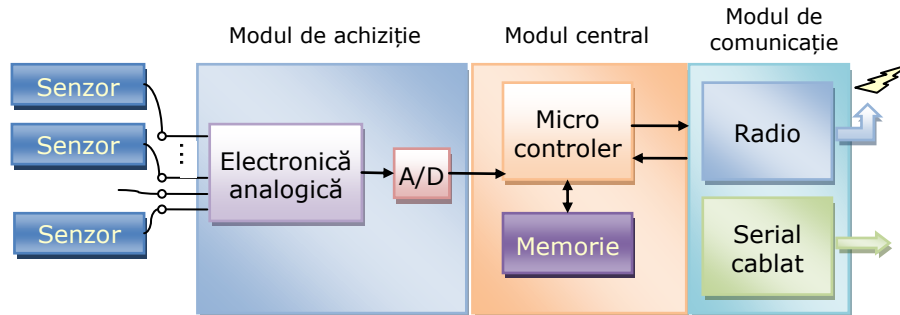 Modul de achiziție
Modul central
Modul de
comunicație
Senzor
Senzor
Senzor
Electronică
analogică
A/D
Micro
controler
Memorie
Radio
Serial
cablat